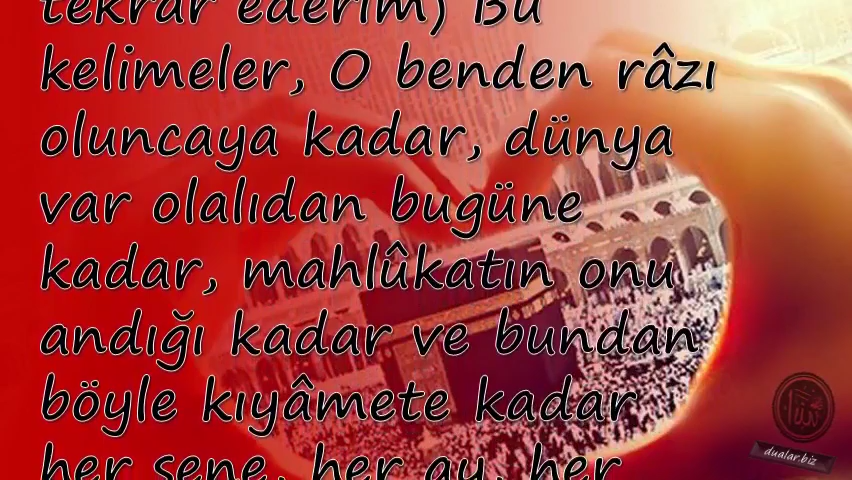 tekrar ederim) Bu
kelimeler, O benden râzı
oluncaya kadar, dünya
var olalıdan bugüne
kadar, mahlûkatın onu
andığı kadar ve bundan
böyle kıyâmete kadar
her sene, her ay, her
dualar.biz